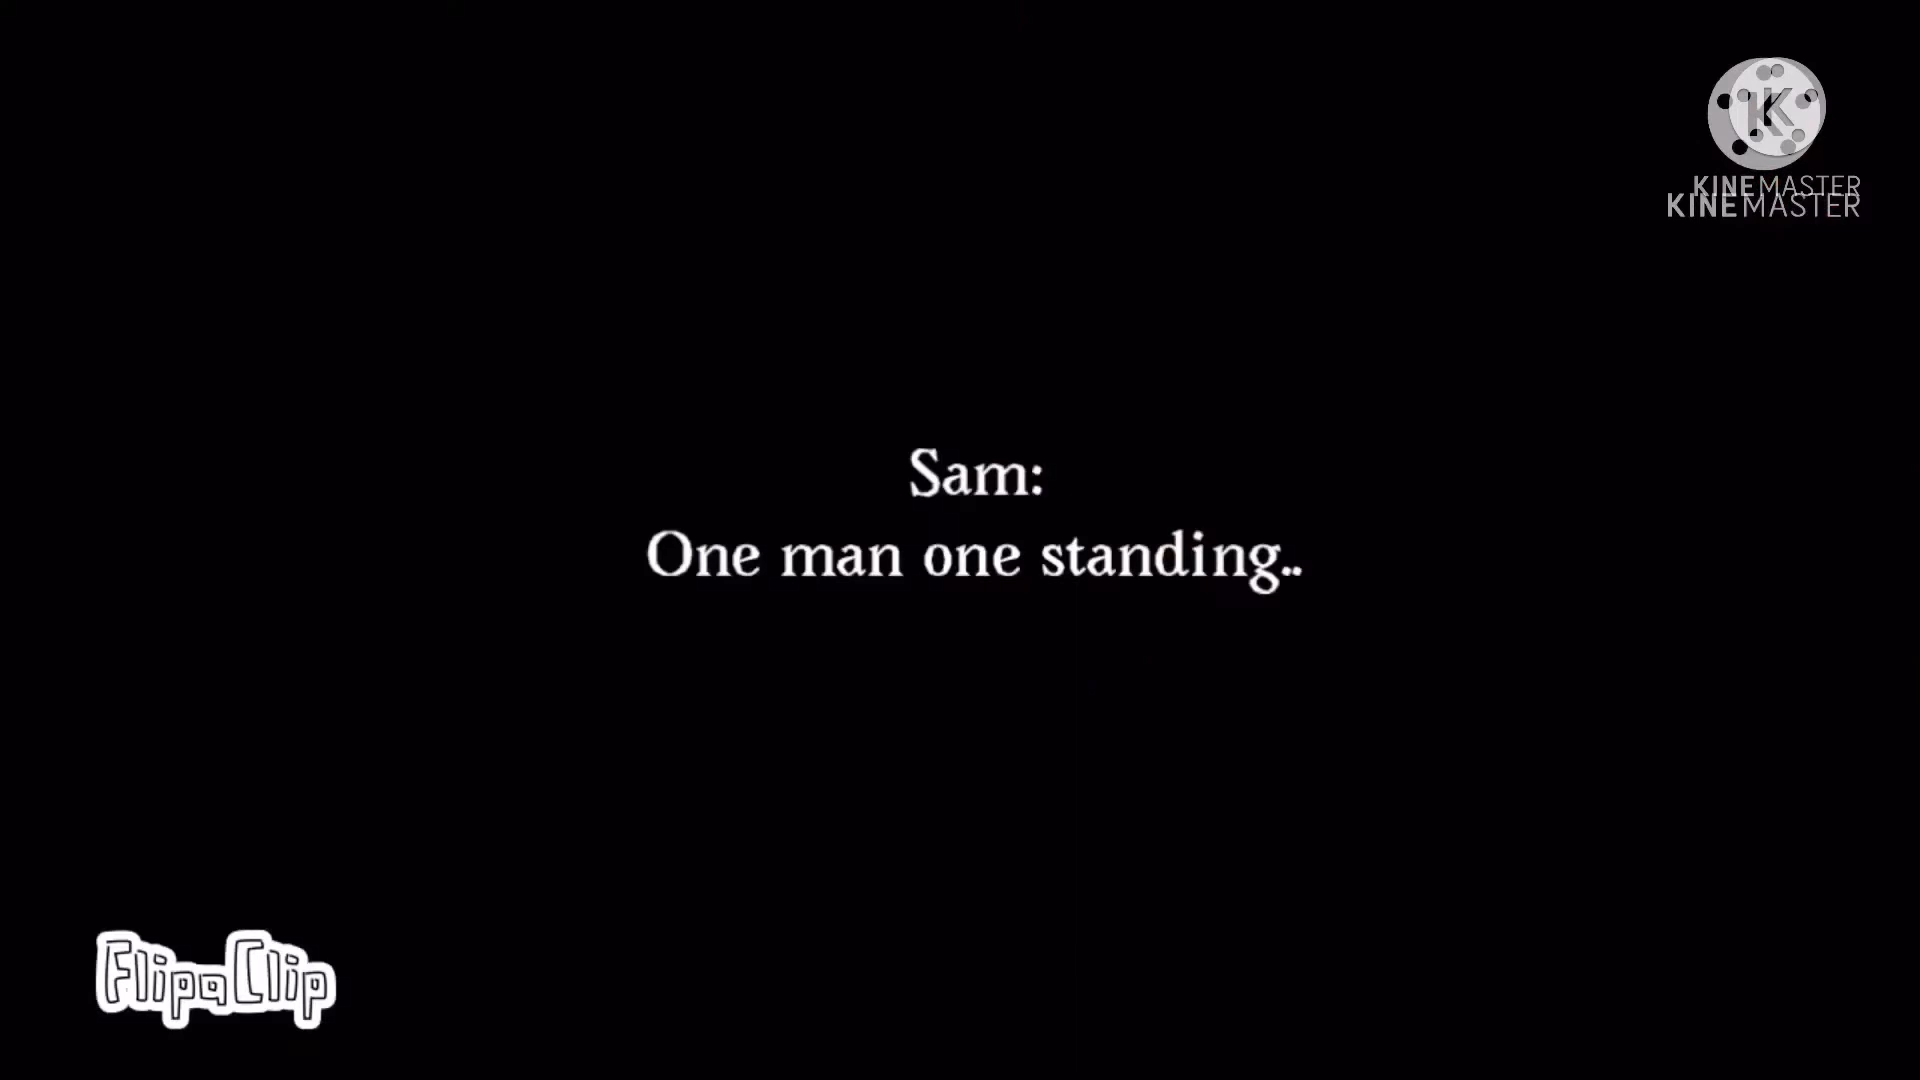 KINEMASTER
KINEMASTER
Sam:
One man one standing..
FlipaClip